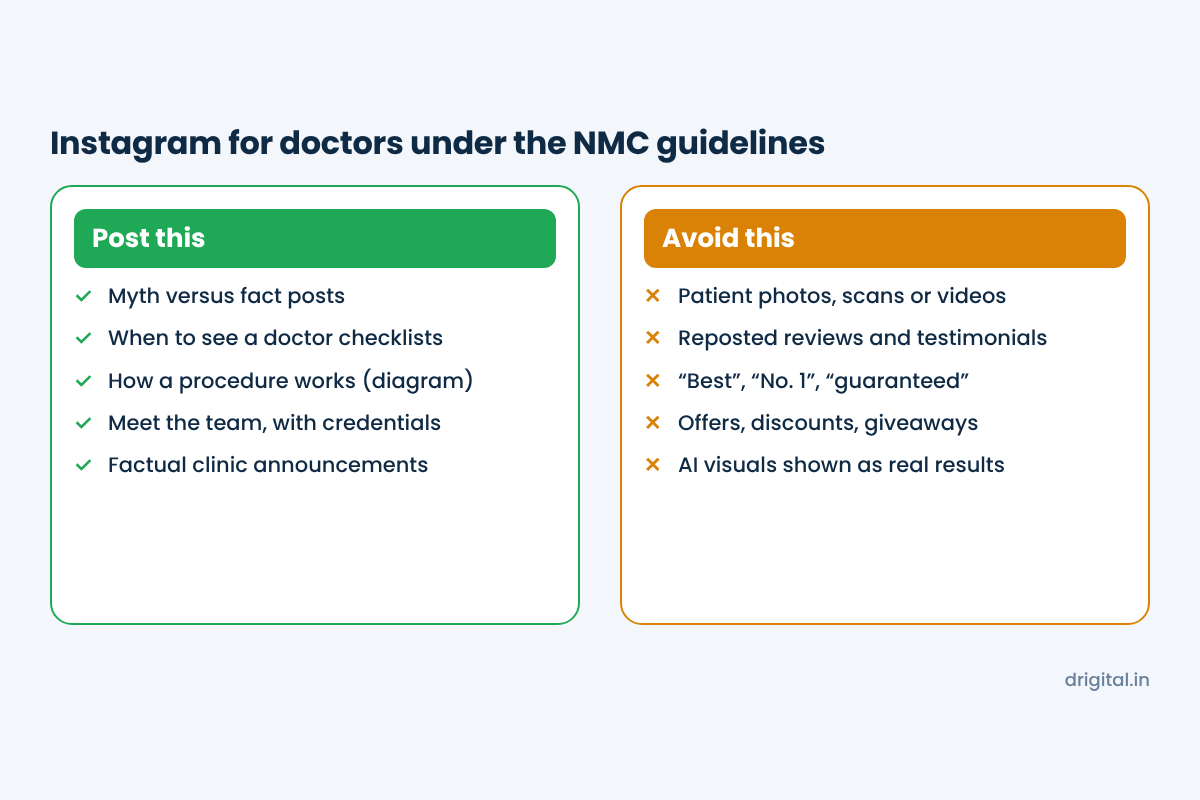 Instagram for doctors under the NMC guidelines
Post this
Myth versus fact posts
When to see a doctor checklists
How a procedure works (diagram)
Meet the team, with credentials
Factual clinic announcements
Avoid this
Patient photos, scans or videos
Reposted reviews and testimonials
“Best”, “No. 1”, “guaranteed”
Offers, discounts, giveaways
AI visuals shown as real results
drigital.in